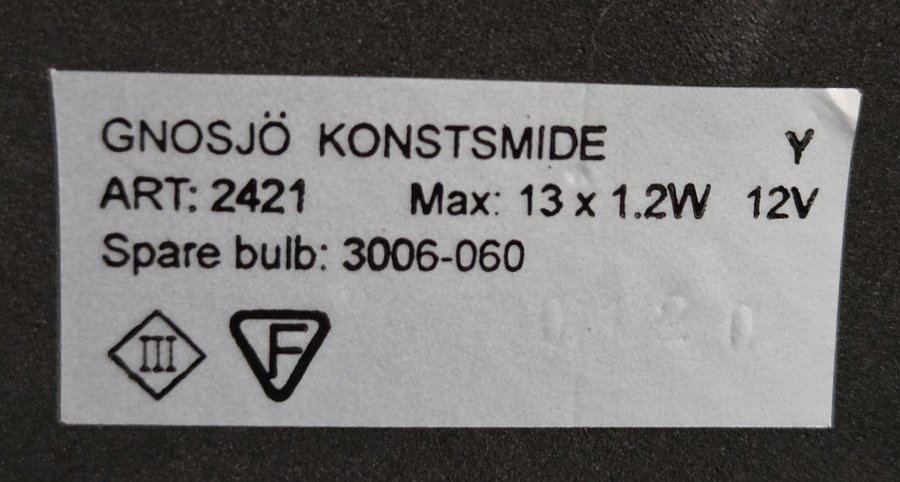 GNOSJÖ KONSTSMIDE Y
ART: 2421 Max: 13 x 1.2W 12V
Spare bulb: 3006-060
III F